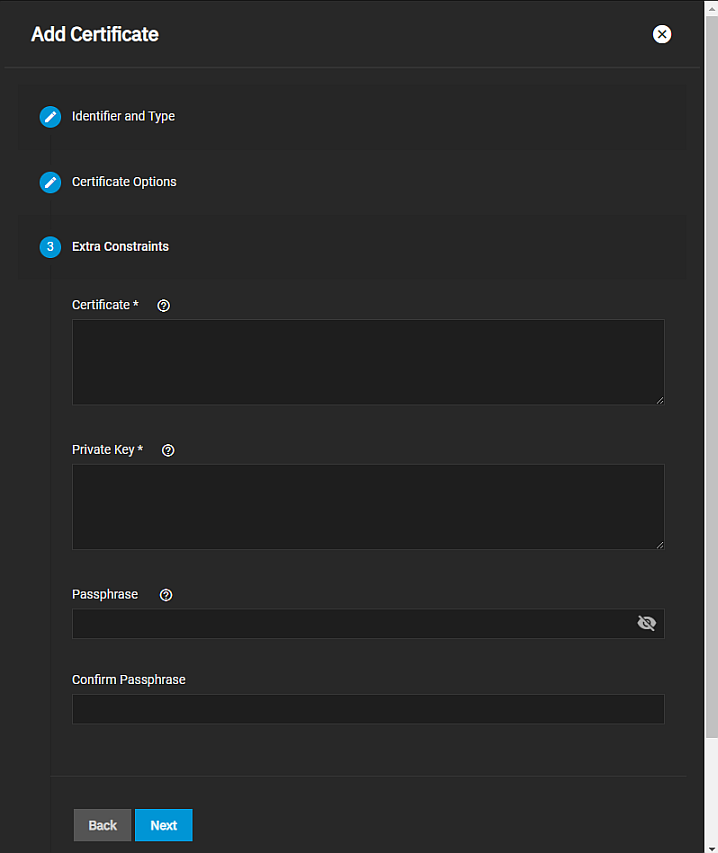 Add Certificate
Identifier and Type
Certificate Options
3 Extra Constraints
Certificate *
Private Key *
Passphrase
Confirm Passphrase
Back Next